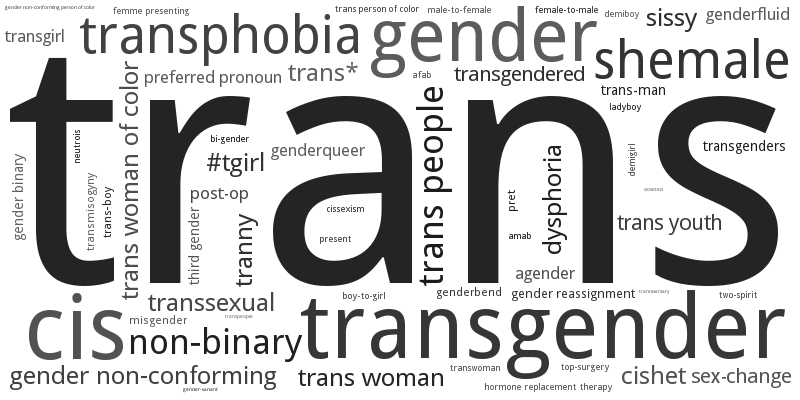 gender non-conforming person of color
femme presenting
trans person of color
male-to-female
female-to-male
demiboy
sissy
genderfluid
transgirl
transphobia
gender
shemale
preferred pronoun
trans*
afab
transgendered
trans-man
ladyboy
trans
trans woman of color
trans people
neutrois
bi-gender
#tgirl
genderqueer
demigirl
transgenders
gender binary
transmisogyny
trans-boy
post-op
third gender
tranny
cissexism
present
pret
amab
dysphoria
agender
trans youth
cis
transsexual
boy-to-girl
genderbend
gender reassignment
two-spirit
misgender
transpeople
non-binary
transgender
gender non-conforming
trans woman
transwoman
top-surgery
hormone replacement therapy
cishet
sex-change